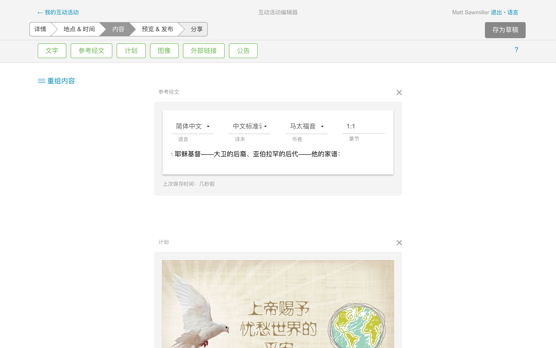 ← 我的互动活动
互动活动编辑器
Matt Sawmiller 退出 • 语言
详情
地点 & 时间
内容
预览 & 发布
分享
存为草稿
文字
参考经文
计划
图像
外部链接
公告
?
重组内容
参考经文
简体中文
中文标准
马太福音
1:1
语言
译本
书卷
章节
1 耶稣基督——大卫的后裔、亚伯拉罕的后代——他的家谱:
上次保存时间: 几秒前
计划
上帝赐予
忧愁世界的
平安